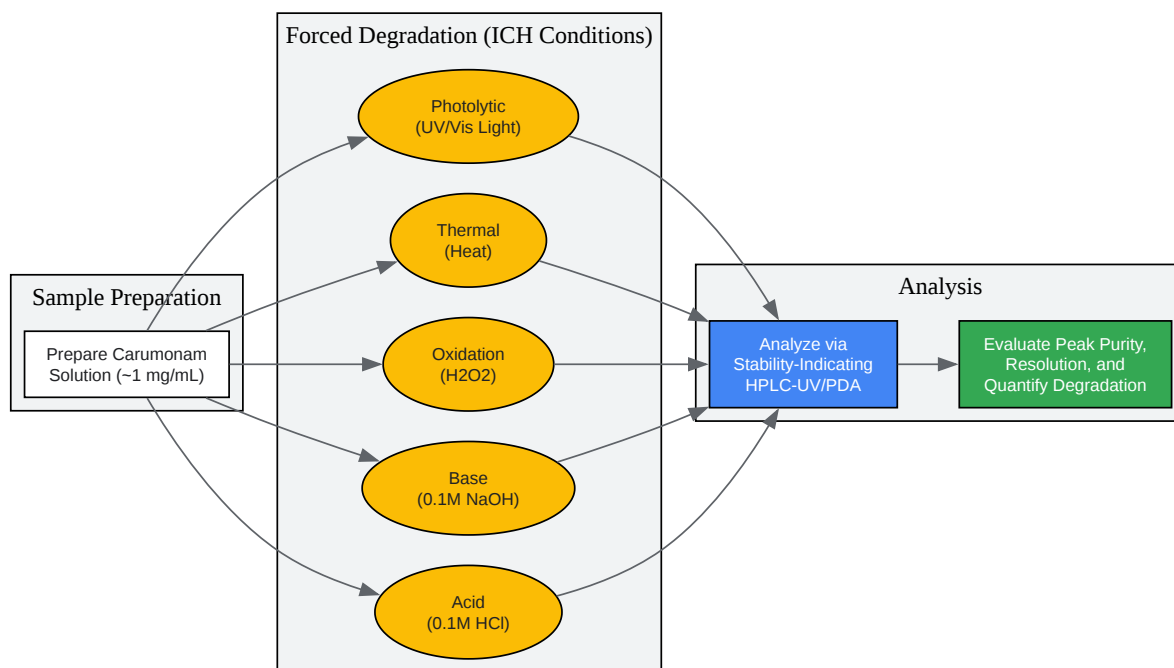 Forced Degradation (ICH Conditions)
Photolytic
(UV/Vis Light)
Thermal
(Heat)
Sample Preparation
Analysis
Prepare Carumonam
Solution (~1 mg/mL)
Oxidation
(H2O2)
Analyze via
Stability-Indicating
HPLC-UV/PDA
Evaluate Peak Purity,
Resolution, and
Quantify Degradation
Base
(0.1M NaOH)
Acid
(0.1M HCl)